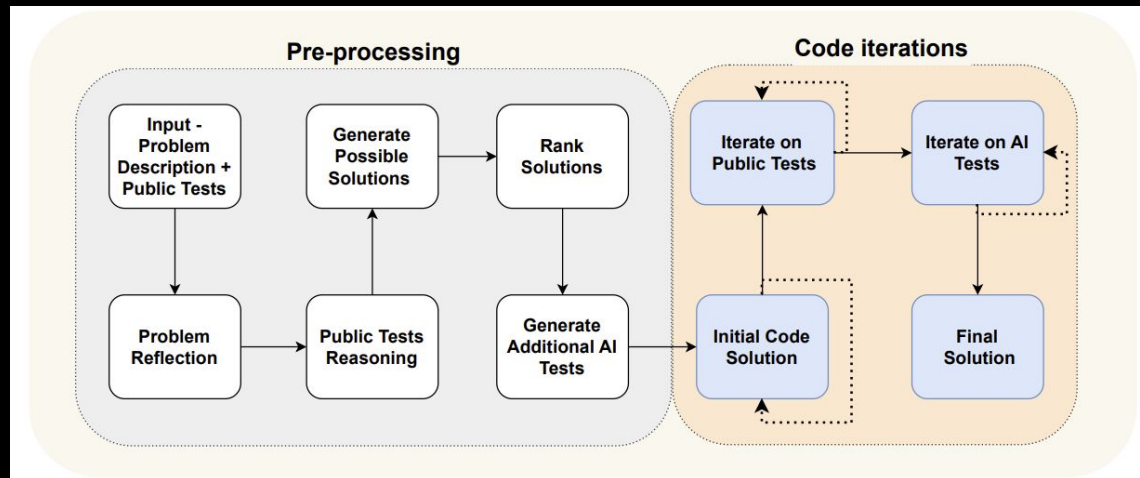 Pre-processing
Code iterations
Input -
Problem
Description +
Public Tests
Generate
Possible
Solutions
Rank
Solutions
Iterate on
Public Tests
Iterate on AI
Tests
Problem
Reflection
Public Tests
Reasoning
Generate
Additional AI
Tests
Initial Code
Solution
Final
Solution